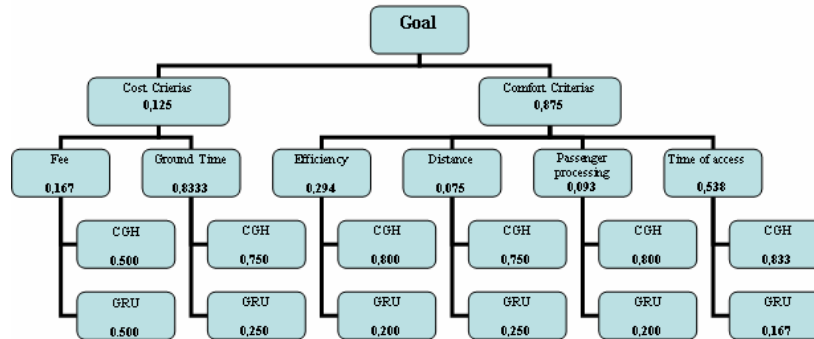 Goal
Cost Crierias
0,125
Comfort Criterias
0,875
Fee
0,167
Ground Time
0,8333
Efficiency
0,294
Distance
0,075
Passenger
processing
0,093
Time of access
0,538
CGH
0.500
CGH
0,750
CGH
0,800
CGH
0,750
CGH
0,800
CGH
0,833
GRU
0.500
GRU
0,250
GRU
0,200
GRU
0,250
GRU
0,200
GRU
0,167